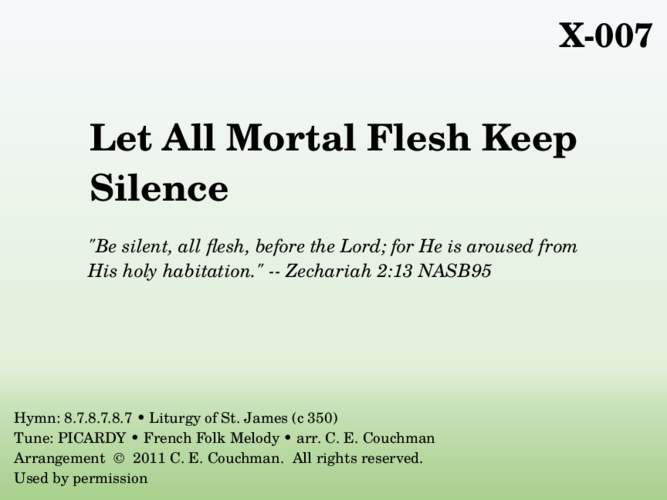 X-007
Let All Mortal Flesh Keep
Silence
"Be silent, all flesh, before the Lord; for He is aroused from
His holy habitation." -- Zechariah 2:13 NASB95
Hymn: 8.7.8.7.8.7 • Liturgy of St. James (c 350)
Tune: PICARDY • French Folk Melody • arr. C. E. Couchman
Arrangement © 2011 C. E. Couchman. All rights reserved.
Used by permission